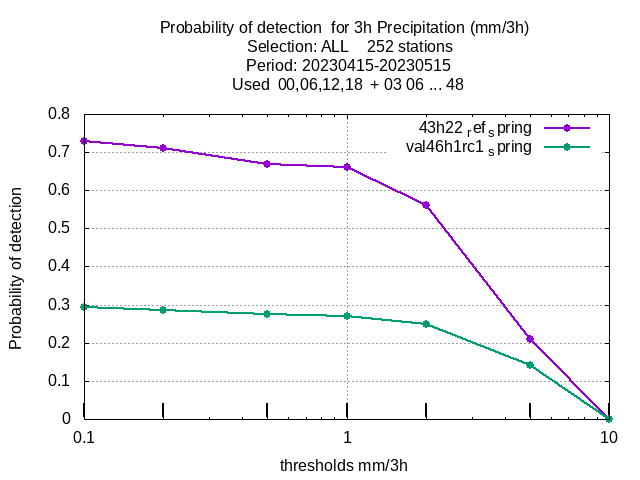 Probability of detection  for 3h Precipitation (mm/3h)
Selection: ALL    252 stations
Period: 20230415-20230515
Used  00,06,12,18  + 03 06 ... 48
43h22ref spring
val46h1rc1 spring
0.8
0.7
0.6
0.5
0.4
0.3
0.2
0.1
0
Probability of detection
0.1 1 10
thresholds mm/3h